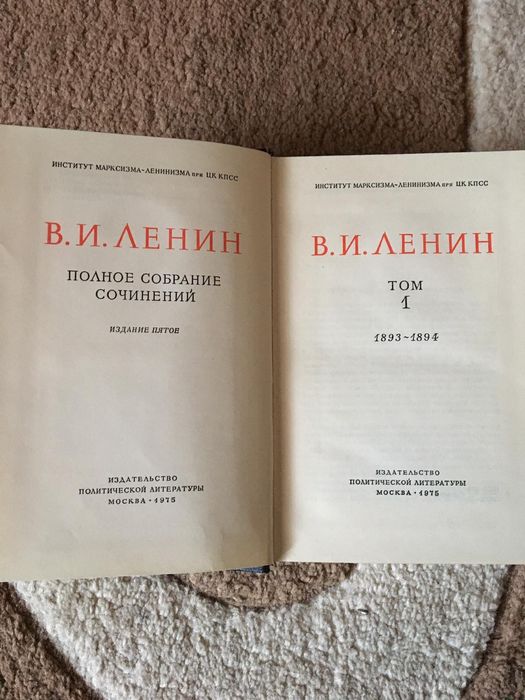 ИНСТИТУТ МАРКСИЗМА-ЛЕНИНИЗМА при ЦК КПСС
В. И. ЛЕНИН
ПОЛНОЕ СОБРАНИЕ
СОЧИНЕНИЙ
ИЗДАНИЕ ПЯТОЕ
ИЗДАТЕЛЬСТВО
ПОЛИТИЧЕСКОЙ ЛИТЕРАТУРЫ
МОСКВА · 1975
ИНСТИТУТ МАРКСИЗМА-ЛЕНИНИЗМА при ЦК КПСС
В. И. ЛЕНИН
ТОМ
1
1893~1894
ИЗДАТЕЛЬСТВО
ПОЛИТИЧЕСКОЙ ЛИТЕРАТУРЫ
МОСКВА · 1975